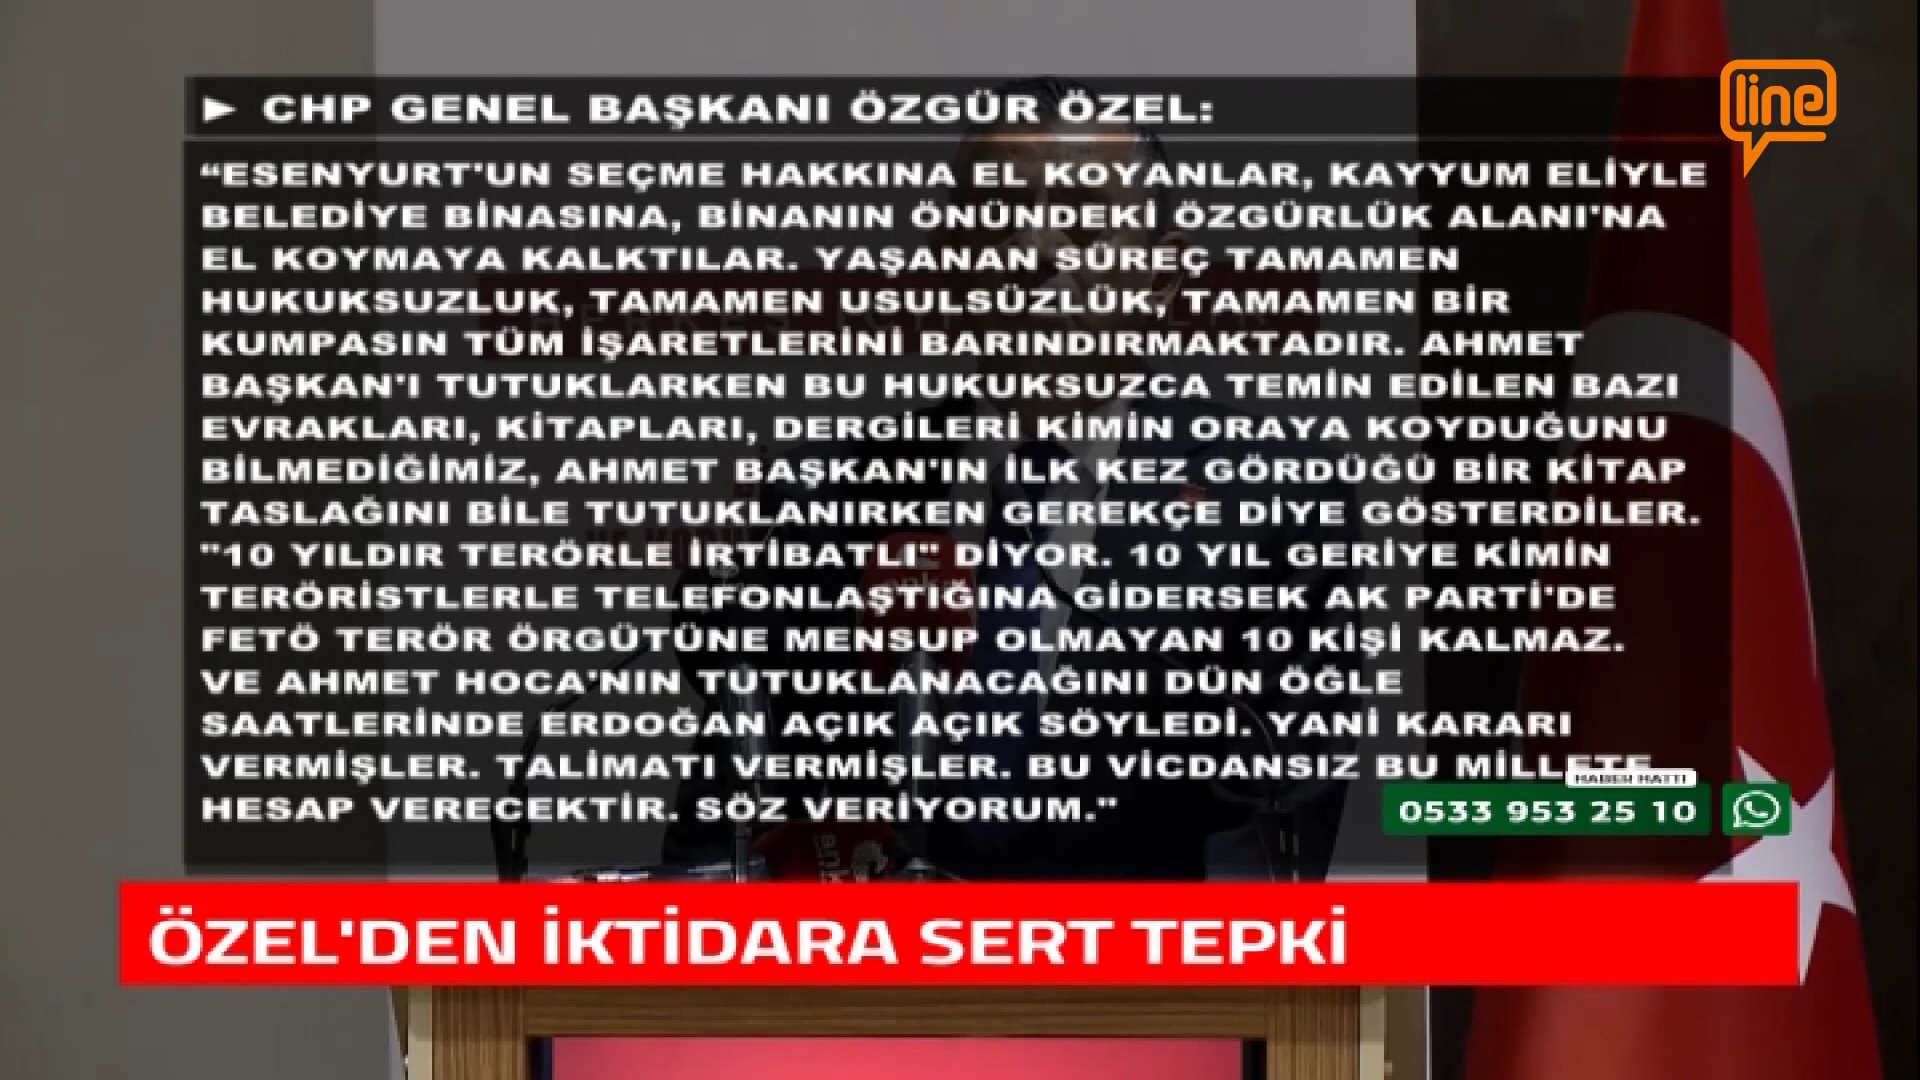 line
► CHP GENEL BAŞKANI ÖZGÜR ÖZEL:
“ESENYURT'UN SEÇME HAKKINA EL KOYANLAR, KAYYUM ELİYLE
BELEDİYE BİNASINA, BİNANIN ÖNÜNDEKİ ÖZGÜRLÜK ALANI'NA
EL KOYMAYA KALKTILAR. YAŞANAN SÜREÇ TAMAMEN
HUKUKSUZLUK, TAMAMEN USULSÜZLÜK, TAMAMEN BİR
KUMPASIN TÜM İŞARETLERİNİ BARINDIRMAKTADIR. AHMET
BAŞKAN'I TUTUKLARKEN BU HUKUKSUZCA TEMİN EDİLEN BAZI
EVRAKLARI, KİTAPLARI, DERGİLERİ KİMİN ORAYA KOYDUĞUNU
BİLMEDİĞİMİZ, AHMET BAŞKAN'IN İLK KEZ GÖRDÜĞÜ BİR KİTAP
TASLAĞINI BİLE TUTUKLANIRKEN GEREKÇE DİYE GÖSTERDİLER.
"10 YILDIR TERÖRLE İRTİBATLI" DİYOR. 10 YIL GERİYE KİMİN
TERÖRİSTLERLE TELEFONLAŞTIĞINA GİDERSEK AK PARTİ'DE
FETÖ TERÖR ÖRGÜTÜNE MENSUP OLMAYAN 10 KİŞİ KALMAZ.
VE AHMET HOCA'NIN TUTUKLANACAĞINI DÜN ÖĞLE
SAATLERİNDE ERDOĞAN AÇIK AÇIK SÖYLEDİ. YANİ KARARI
VERMİŞLER. TALİMATI VERMİŞLER. BU VİCDANSIZ BU MİLLETE
HESAP VERECEKTİR. SÖZ VERİYORUM."
HABER HATTI
0533 953 25 10
ÖZEL'DEN İKTİDARA SERT TEPKİ